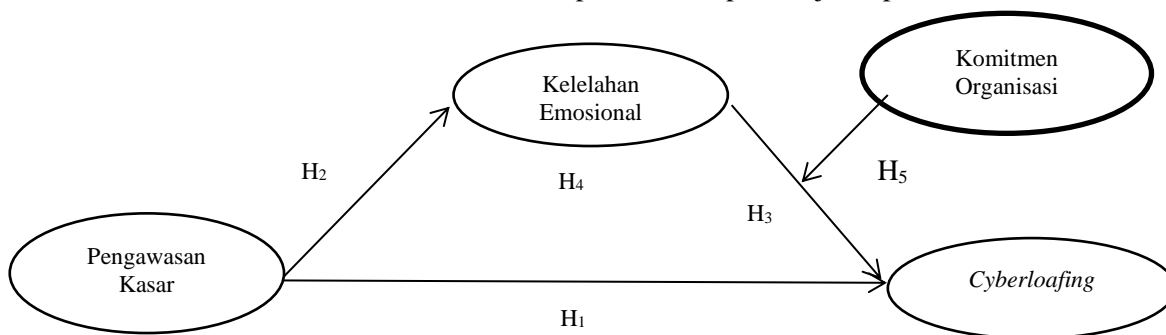 Komitmen
Organisasi
Kelelahan
Emosional
H2
H4
H5
H3
Pengawasan
Kasar
Cyberloafing
H1